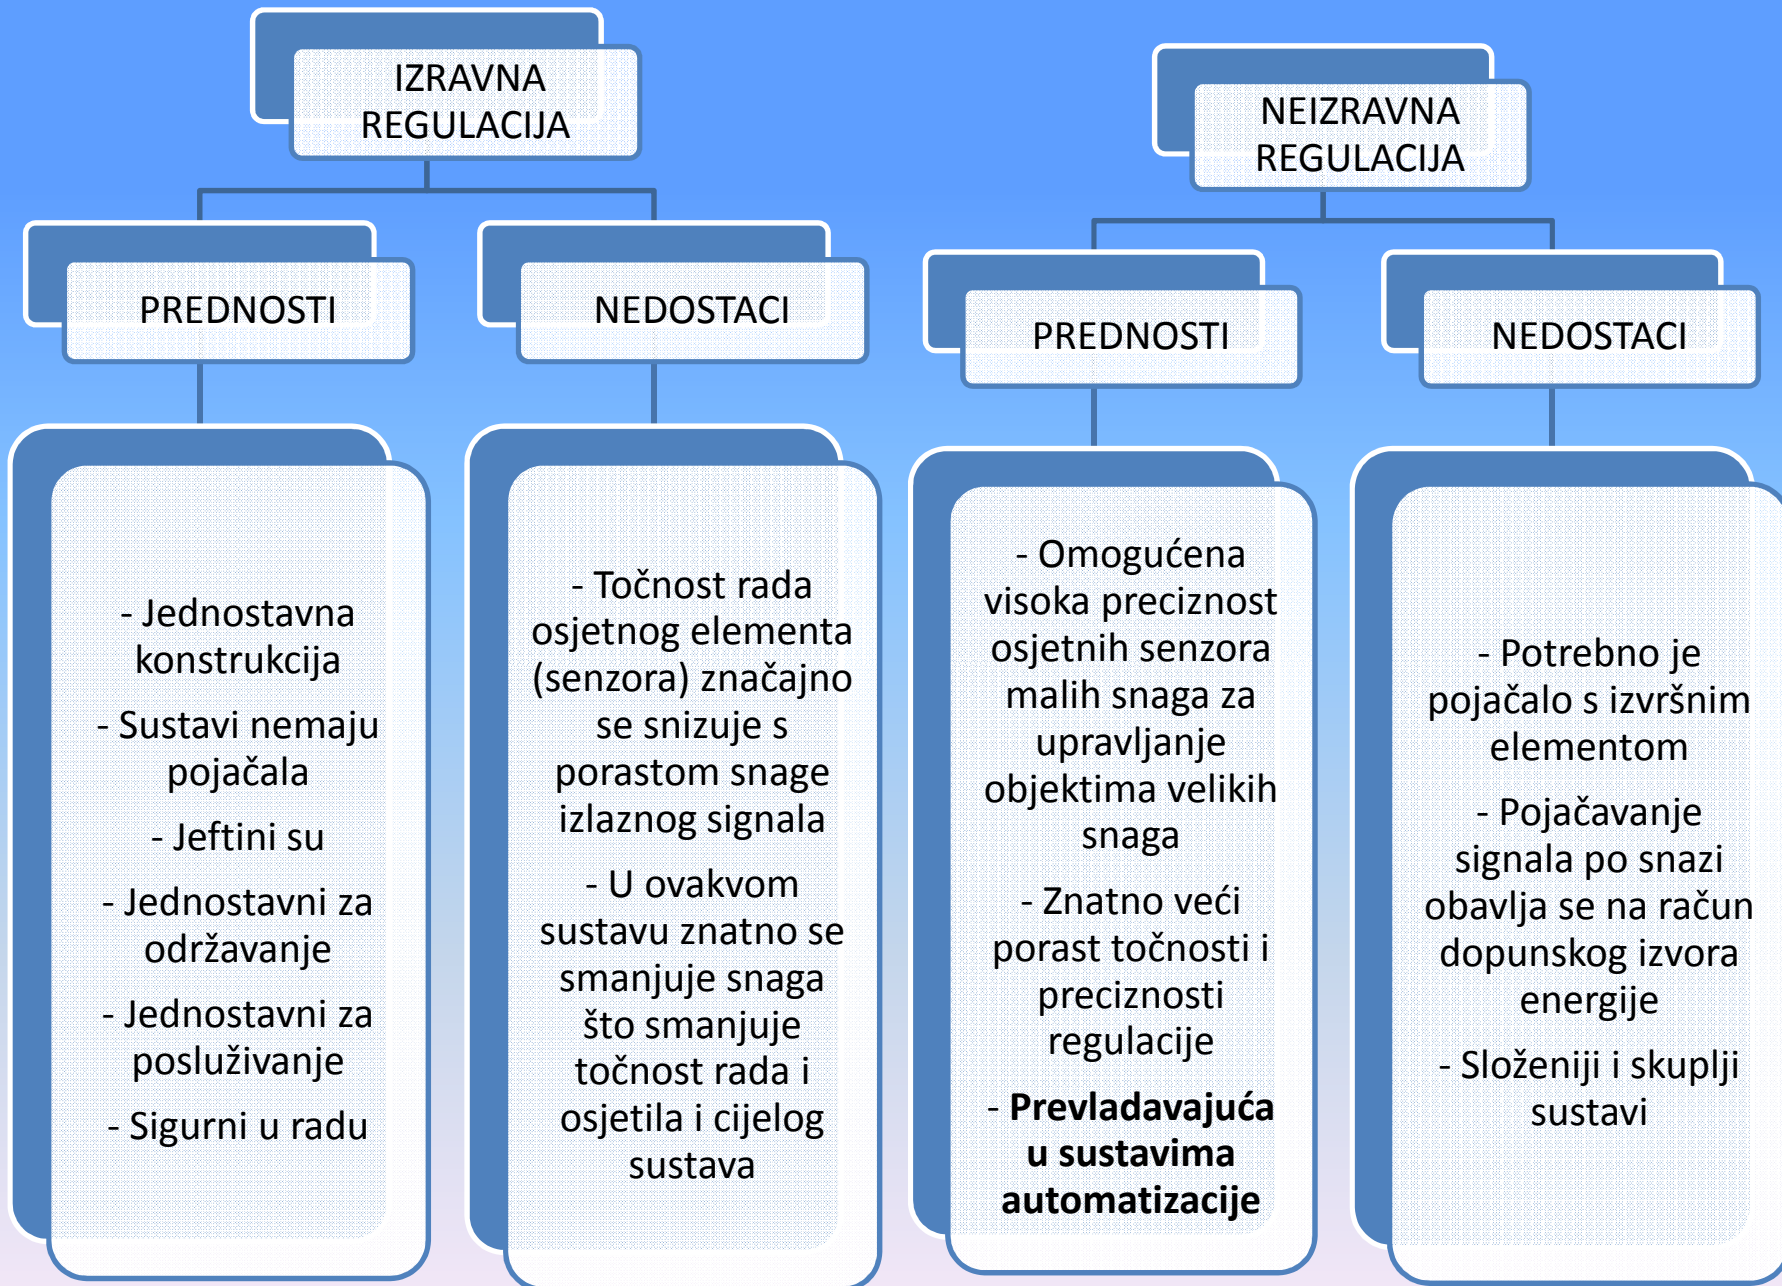 IZRAVNA
REGULACIJA
PREDNOSTI
- Jednostavna
konstrukcija
- Sustavi nemaju
pojačala
- Jeftini su
- Jednostavni za
održavanje
- Jednostavni za
posluživanje
- Sigurni u radu
NEDOSTACI
- Točnost rada
osjetnog elementa
(senzora) značajno
se snizuje s
porastom snage
izlaznog signala
- U ovakvom
sustavu znatno se
smanjuje snaga
što smanjuje
točnost rada i
osjetila i cijelog
sustava
NEIZRAVNA
REGULACIJA
PREDNOSTI
- Omogućena
visoka preciznost
osjetnih senzora
malih snaga za
upravljanje
objektima velikih
snaga
- Znatno veći
porast točnosti i
preciznosti
regulacije
- Prevladavajuća
u sustavima
automatizacije
NEDOSTACI
- Potrebno je
pojačalo s izvršnim
elementom
- Pojačavanje
signala po snazi
obavlja se na račun
dopunskog izvora
energije
- Složeniji i skuplji
sustavi